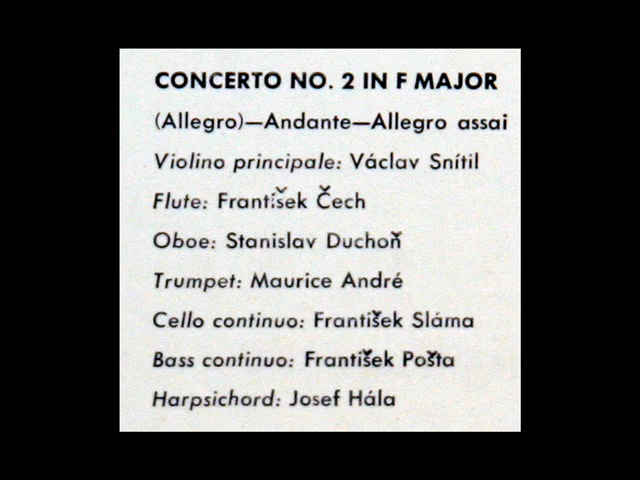 CONCERTO NO. 2 IN F MAJOR
(Allegro)—Andante—Allegro assai
Violino principale: Václav Snítil
Flute: František Čech
Oboe: Stanislav Duchoň
Trumpet: Maurice André
Cello continuo: František Sláma
Bass continuo: František Pošta
Harpsichord: Josef Hála